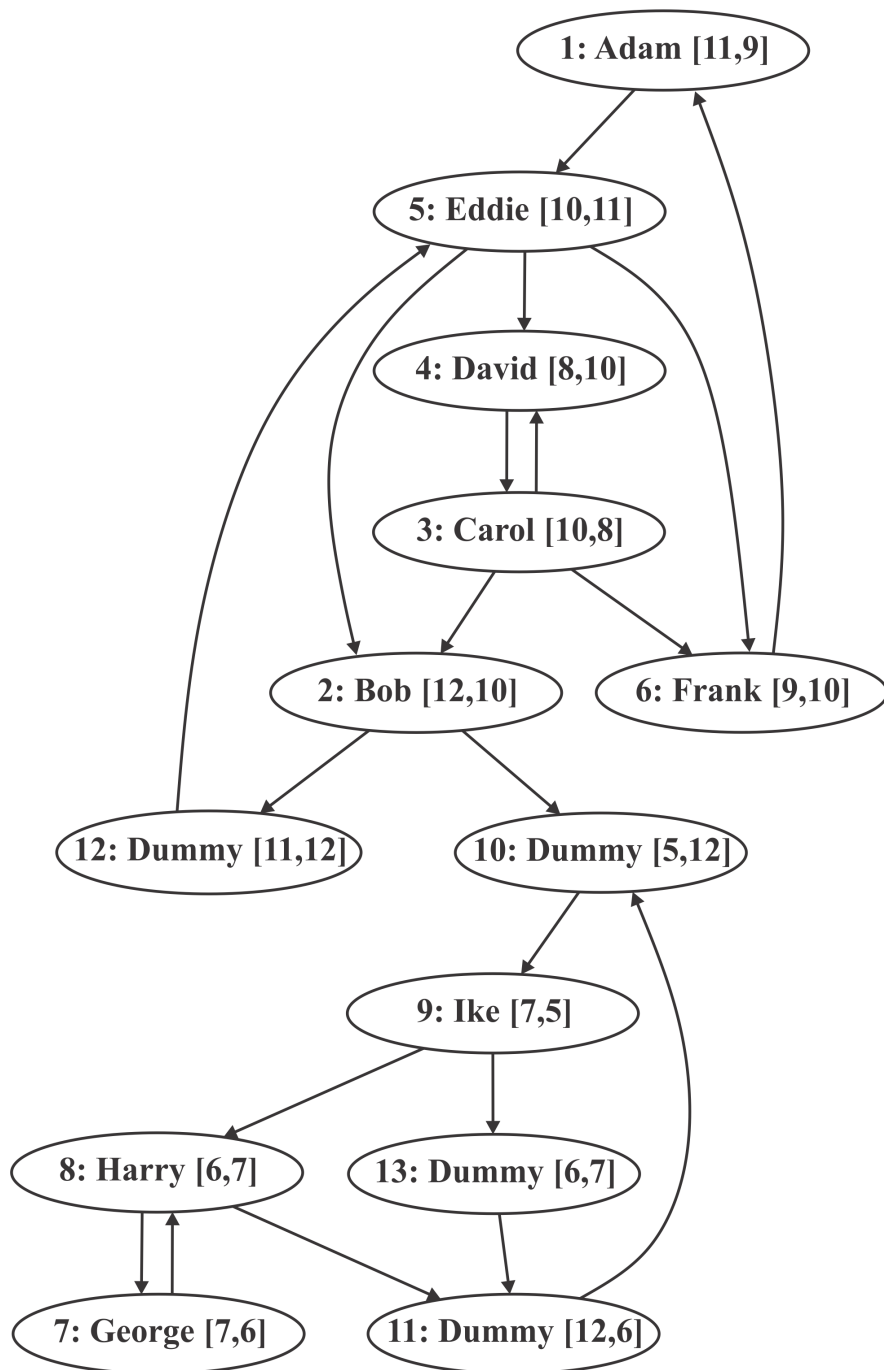 1: Adam [11,9]
5: Eddie [10,11]
4: David [8,10]
3: Carol [10,8]
2: Bob [12,10]
6: Frank [9,10]
12: Dummy [11,12]
10: Dummy [5,12]
9: Ike [7,5]
8: Harry [6,7]
13: Dummy [6,7]
7: George [7,6]
11: Dummy [12,6]